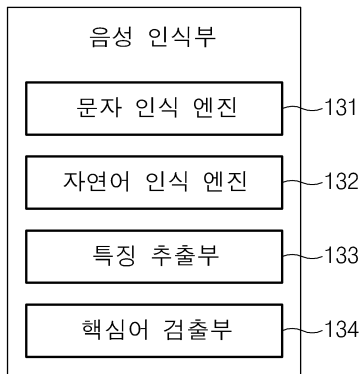 음성 인식부
문자 인식 엔진 131
자연어 인식 엔진 132
특징 추출부 133
핵심어 검출부 134